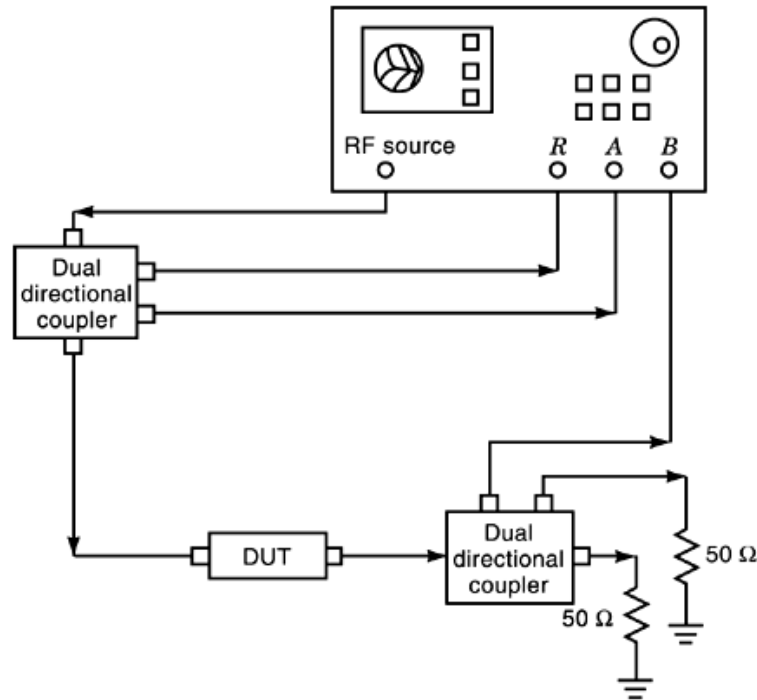 RF source
R
A
B
Dual
directional
coupler
DUT
Dual
directional
coupler
50 Ω
50 Ω